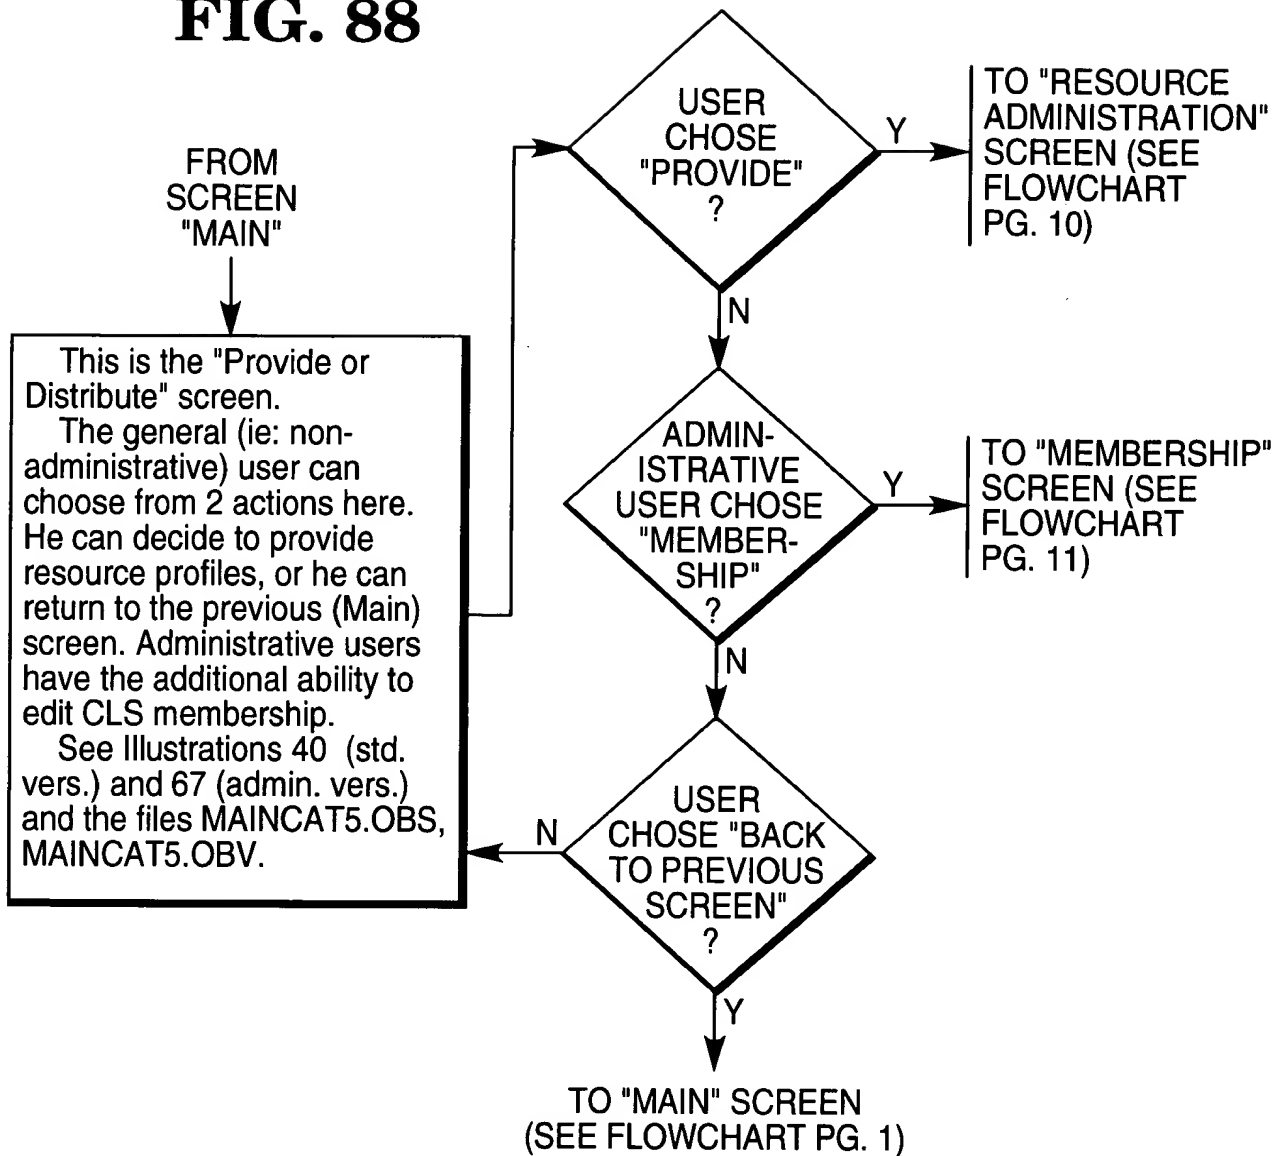 FIG. 88
FROM
SCREEN
"MAIN"
This is the "Provide or
Distribute" screen.
The general (ie: non-
administrative) user can
choose from 2 actions here.
He can decide to provide
resource profiles, or he can
return to the previous (Main)
screen. Administrative users
have the additional ability to
edit CLS membership.
See Illustrations 40 (std.
vers.) and 67 (admin. vers.)
and the files MAINCAT5.OBS,
MAINCAT5.OBV.
USER
CHOSE
"PROVIDE"
?
Y
TO "RESOURCE
ADMINISTRATION"
SCREEN (SEE
FLOWCHART
PG. 10)
N
ADMIN-
ISTRATIVE
USER CHOSE
"MEMBER-
SHIP"
?
Y
TO "MEMBERSHIP"
SCREEN (SEE
FLOWCHART
PG. 11)
N
USER
CHOSE "BACK
TO PREVIOUS
SCREEN"
?
N
Y
TO "MAIN" SCREEN
(SEE FLOWCHART PG. 1)